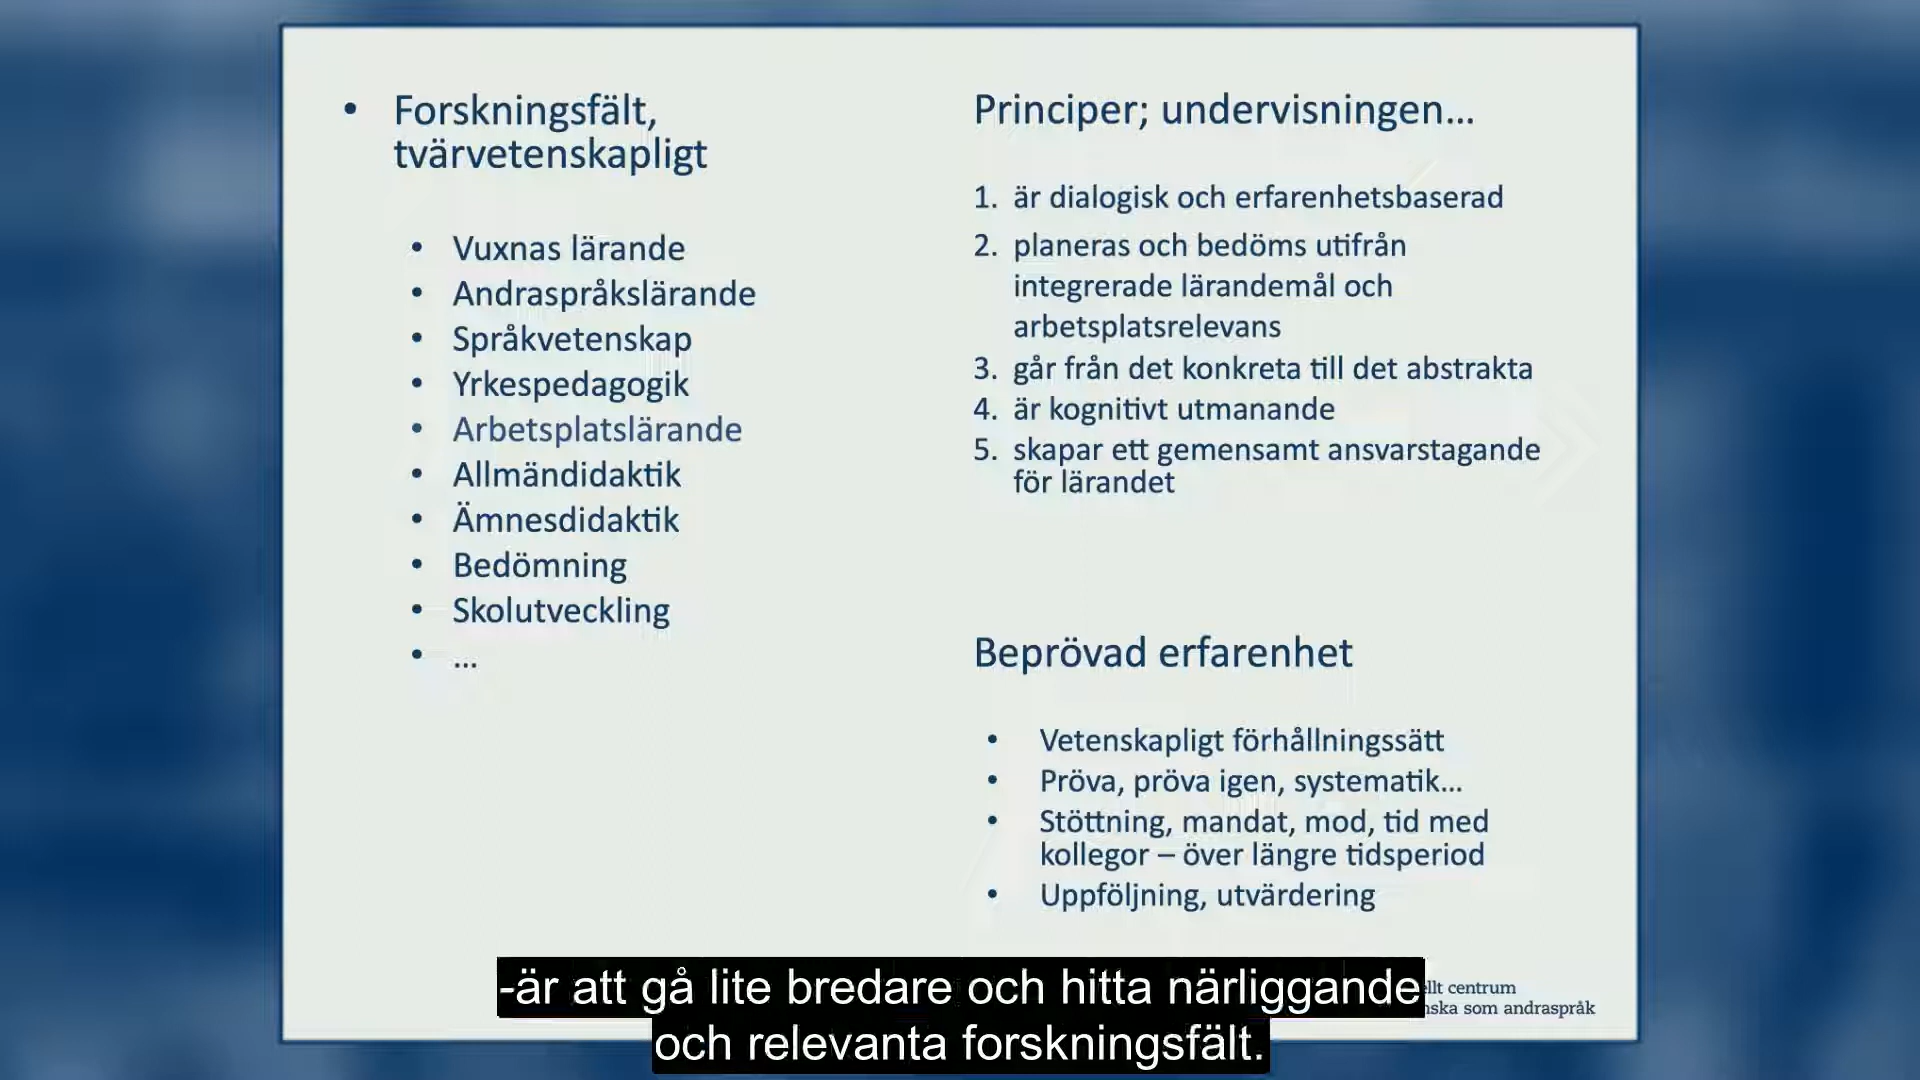 • Forskningsfält,
tvärvetenskapligt
• Vuxnas lärande
• Andraspråkslärande
• Språkvetenskap
• Yrkespedagogik
• Arbetsplatslärande
• Allmändidaktik
• Ämnesdidaktik
• Bedömning
• Skolutveckling
• ...
Principer; undervisningen...
1. är dialogisk och erfarenhetsbaserad
2. planeras och bedöms utifrån
integrerade lärandemål och
arbetsplatsrelevans
3. går från det konkreta till det abstrakta
4. är kognitivt utmanande
5. skapar ett gemensamt ansvarstagande
för lärandet
Beprövad erfarenhet
• Vetenskapligt förhållningssätt
• Pröva, pröva igen, systematik...
• Stöttning, mandat, mod, tid med
kollegor – över längre tidsperiod
• Uppföljning, utvärdering
centrum
som andraspråk
-är att gå lite bredare och hitta närliggande
och relevanta forskningsfält.